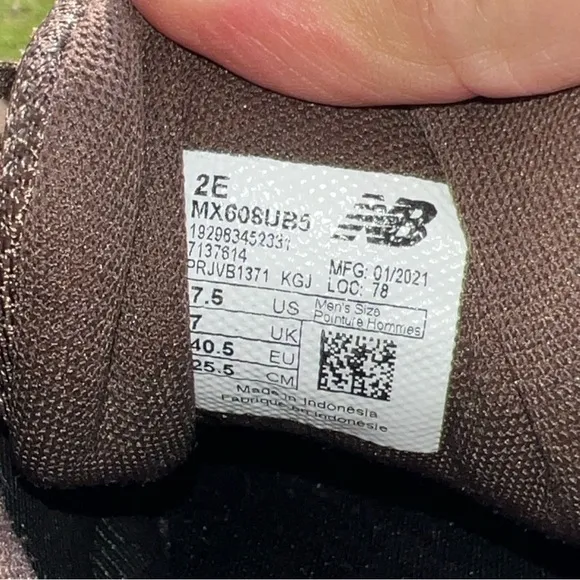 2E
MX608UB5
NB
192983452331
7137614
PRJVB1371 KGJ
MFG: 01/2021
LOC: 78
7.5 US
7 UK
40.5 EU
25.5 CM
Men's Size
Pointure Hommes
Made in Indonesia
Fabriqué en Indonésie